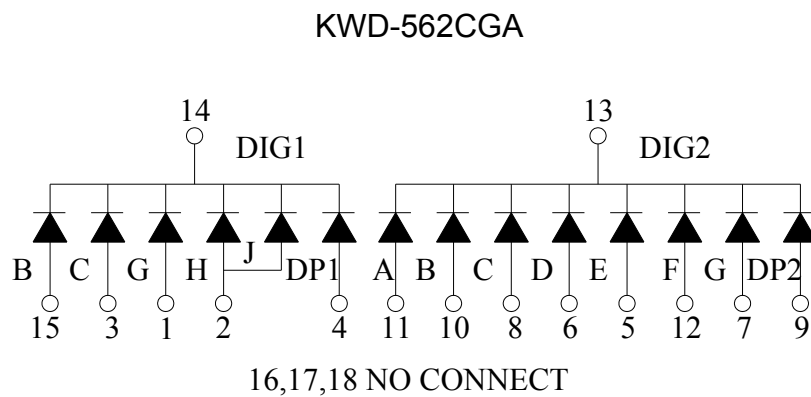 KWD-562CGA
14 13
DIG1 DIG2
B C G H J DP1 A B C D E F G DP2
15 3 1 2 4 11 10 8 6 5 12 7 9
16,17,18 NO CONNECT